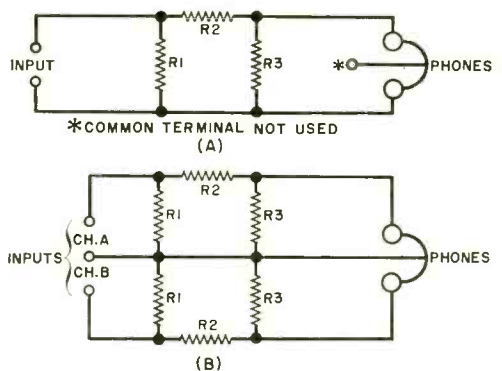 R2
INPUT
R1
R3
*
PHONES
*COMMON TERMINAL NOT USED
(A)
R2
R1
R3
CH.A
INPUTS
PHONES
CH.B
R1
R3
R2
(B)